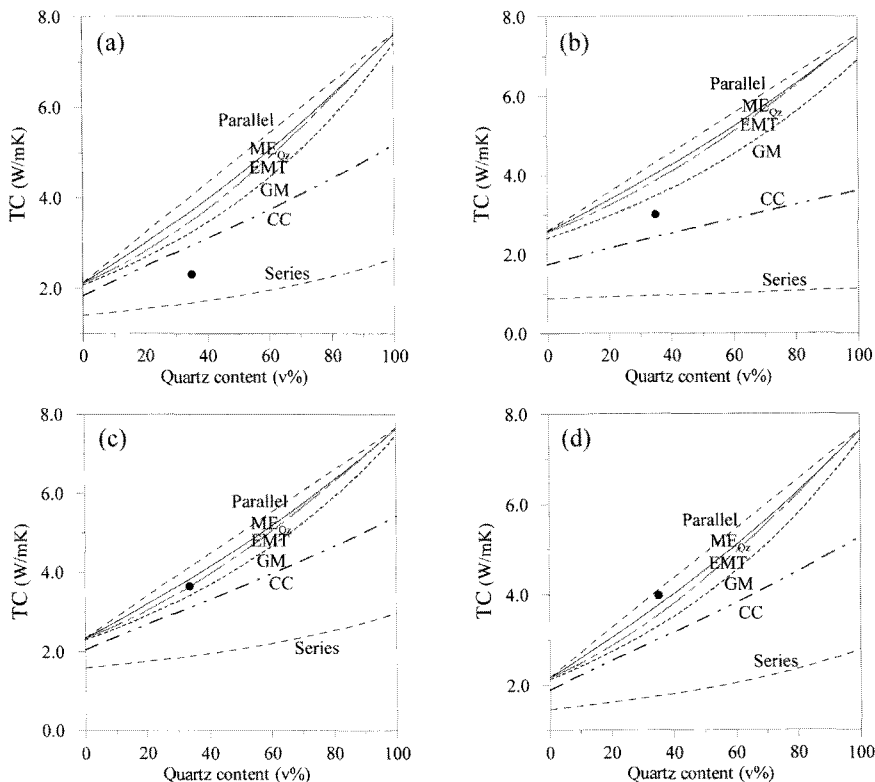 (a)
8.0
6.0
4.0
2.0
TC (W/mK)
Parallel
ME_Qz
EMT
GM
CC
Series
0 20 40 60 80 100
Quartz content (v%)
(b)
8.0
6.0
4.0
2.0
0.0
TC (W/mK)
Parallel
ME_Qz
EMT
GM
CC
Series
0 20 40 60 80 100
Quartz content (v%)
(c)
8.0
6.0
4.0
2.0
0.0
TC (W/mK)
Parallel
ME_Qz
EMT
GM
CC
Series
0 20 40 60 80 100
Quartz content (v%)
(d)
8.0
6.0
4.0
2.0
TC (W/mK)
Parallel
ME_Qz
EMT
GM
CC
Series
0 20 40 60 80 100
Quartz content (v%)